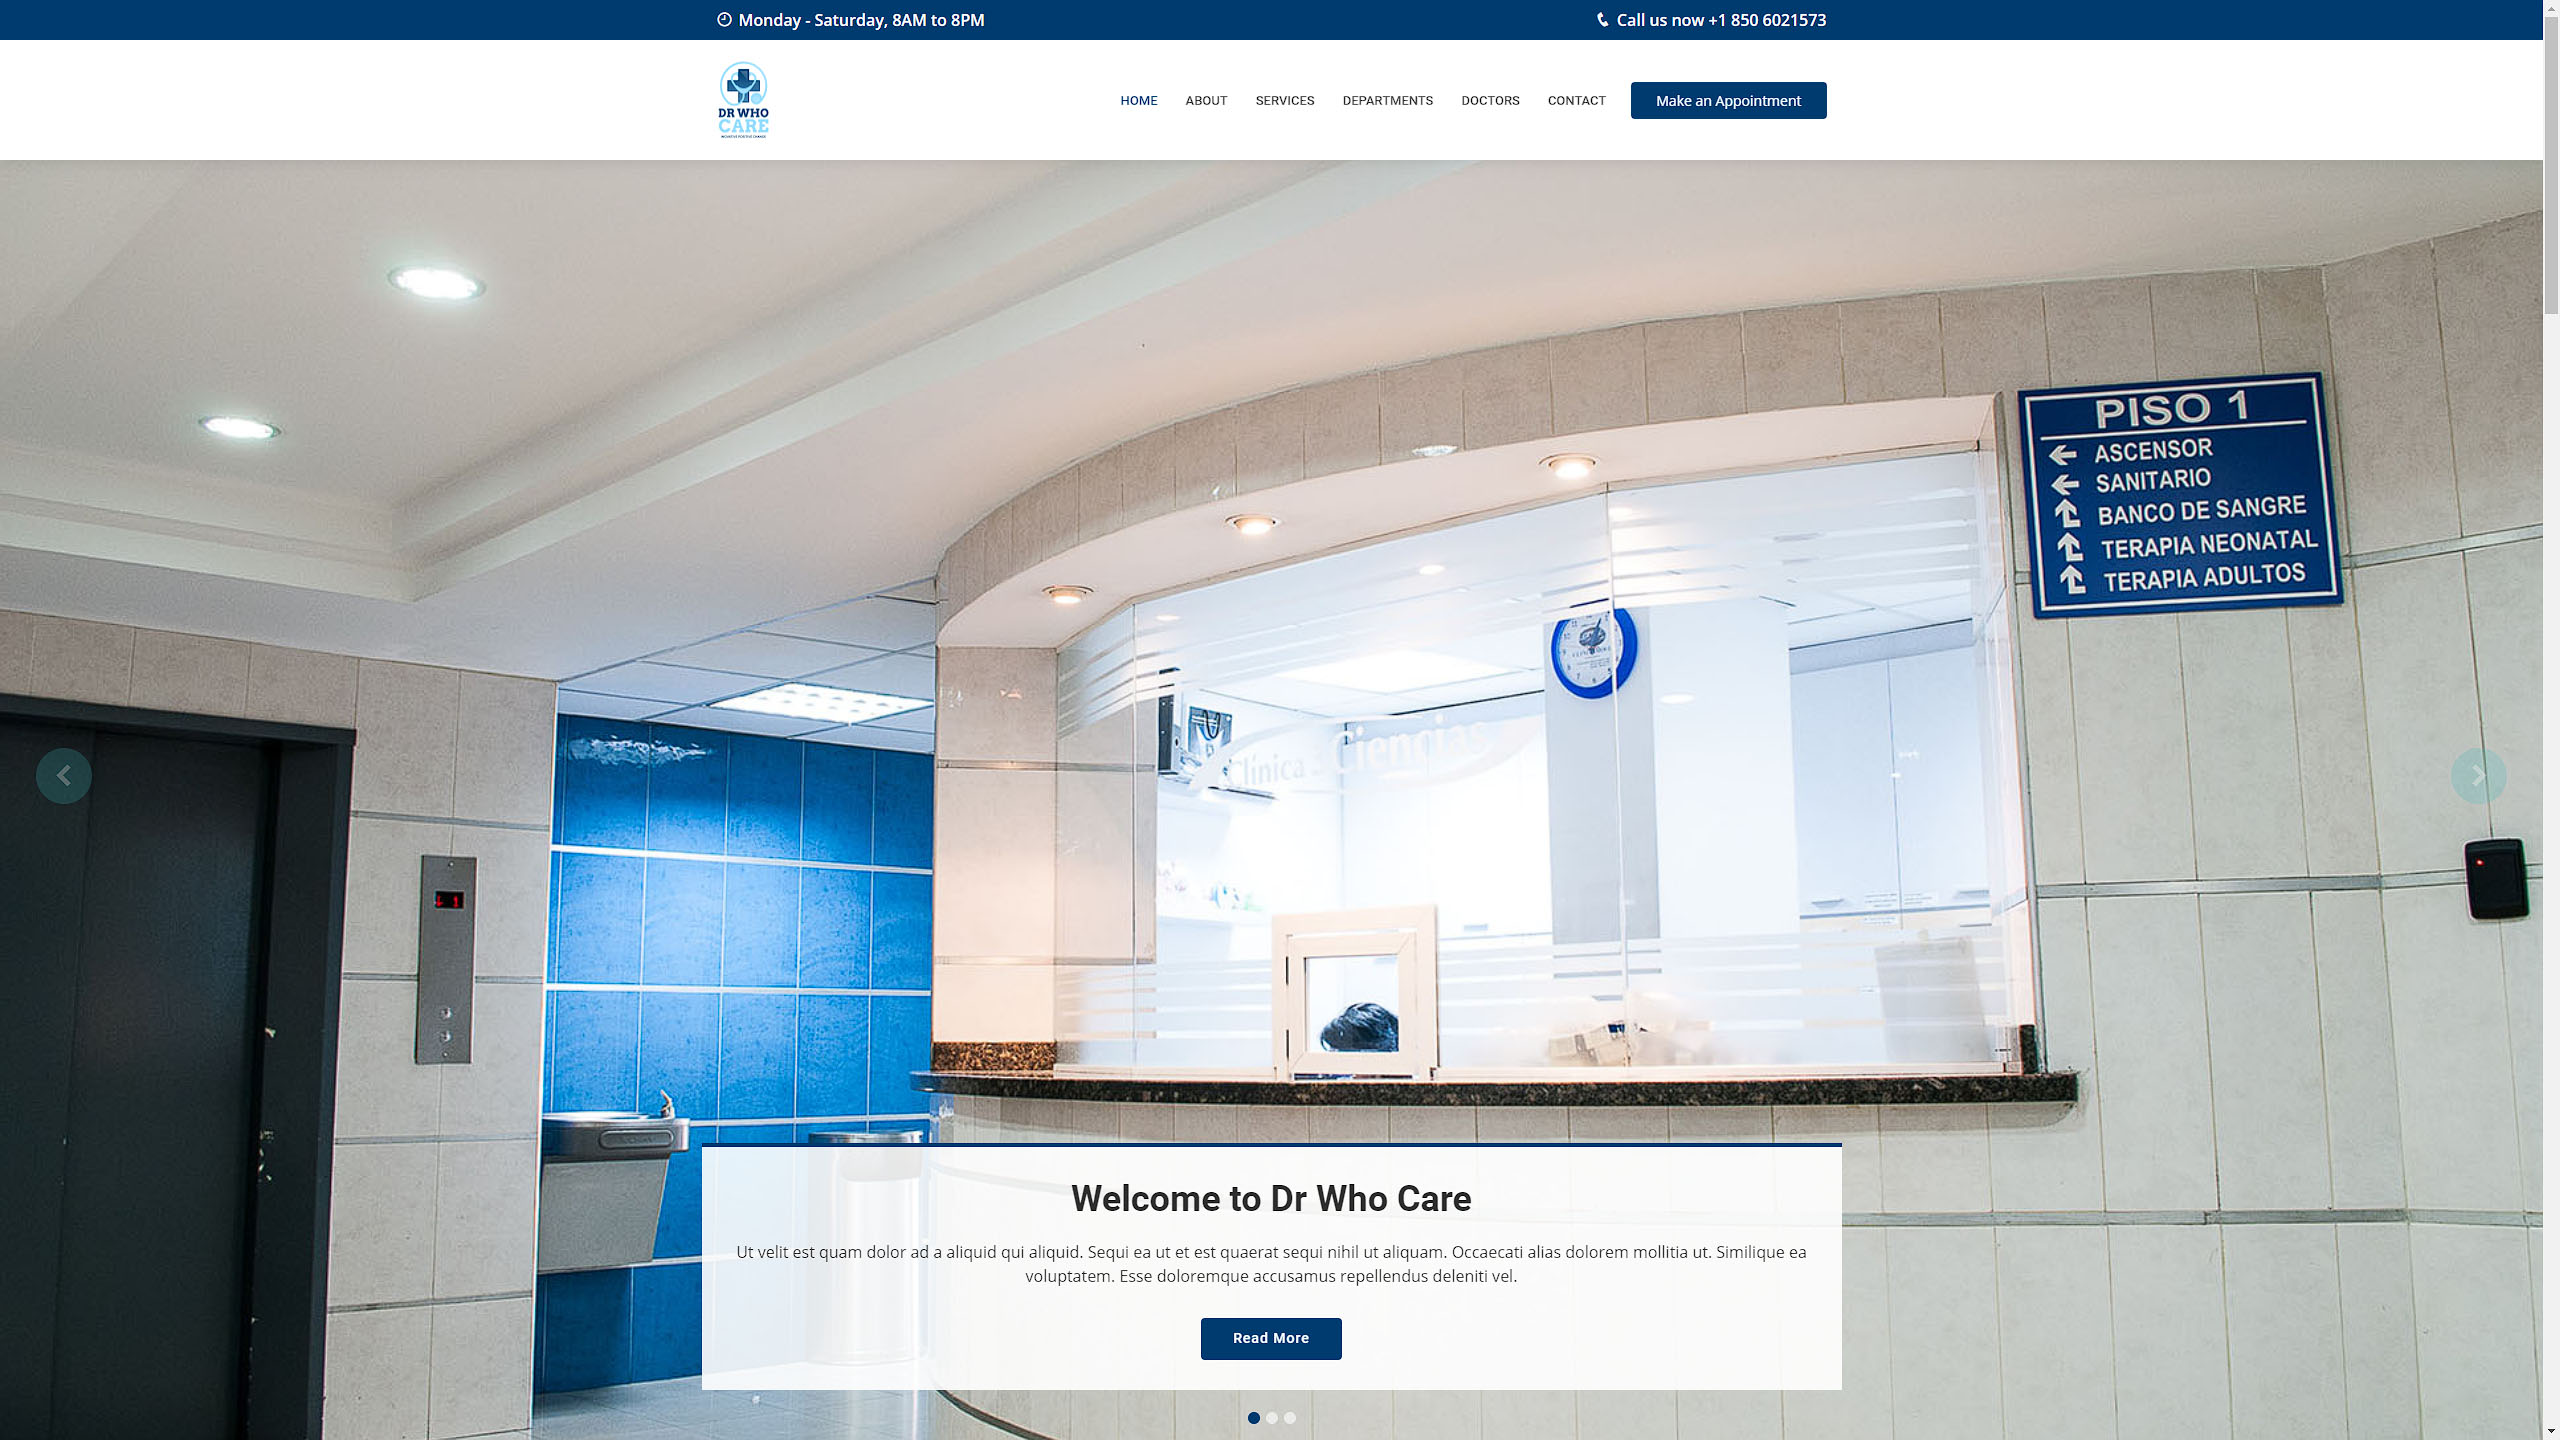 Monday - Saturday, 8AM to 8PM
Call us now +1 850 6021573
DR WHO
CARE
HOME
ABOUT
SERVICES
DEPARTMENTS
DOCTORS
CONTACT
Make an Appointment
PISO 1
ASCENSOR
SANITARIO
BANCO DE SANGRE
TERAPIA NEONATAL
TERAPIA ADULTOS
Clínica Ciencias
1
Welcome to Dr Who Care
Ut velit est quam dolor ad a aliquid qui aliquid. Sequi ea ut et est quaerat sequi nihil ut aliquam. Occaecati alias dolorem mollitia ut. Similique ea
voluptatem. Esse doloremque accusamus repellendus deleniti vel.
Read More